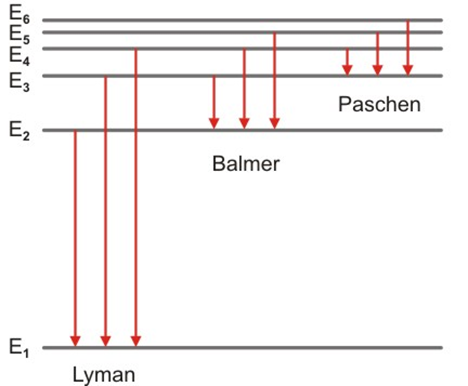 E₆
E₅
E₄
E₃
Paschen
E₂
Balmer
E₁
Lyman